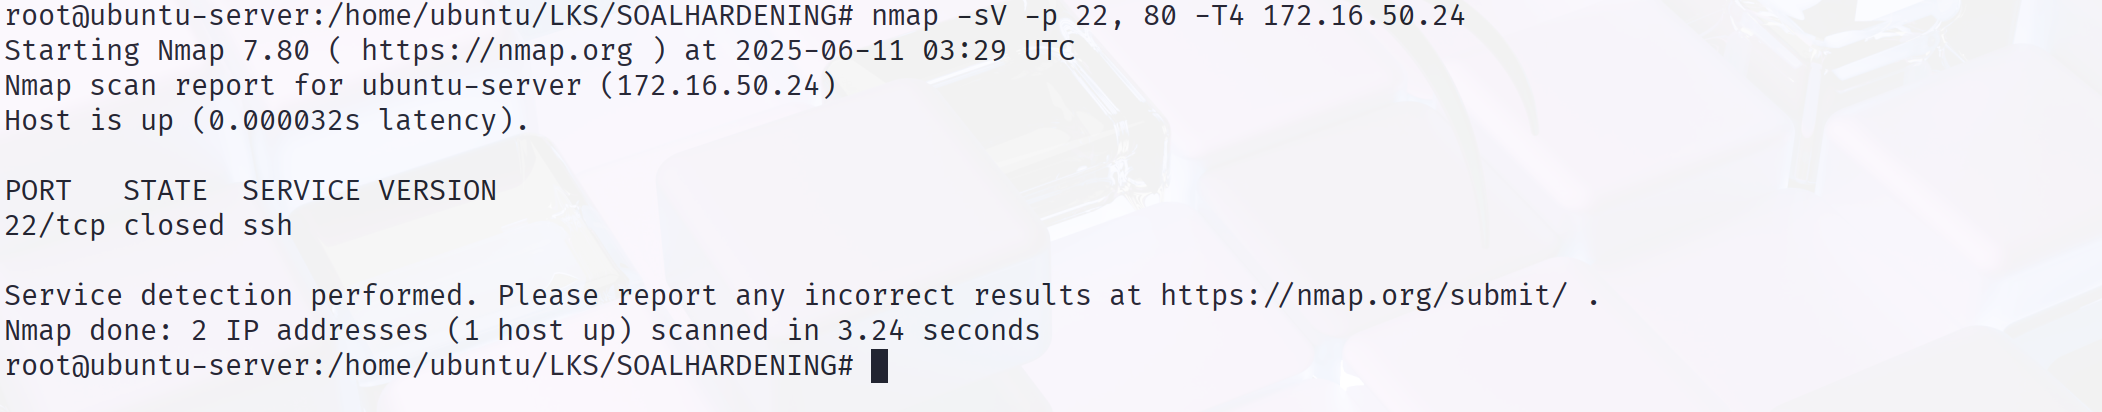 root@ubuntu-server:/home/ubuntu/LKS/SOALHARDENING# nmap -sV -p 22, 80 -T4 172.16.50.24
Starting Nmap 7.80 ( https://nmap.org ) at 2025-06-11 03:29 UTC
Nmap scan report for ubuntu-server (172.16.50.24)
Host is up (0.000032s latency).

PORT   STATE  SERVICE VERSION
22/tcp closed ssh

Service detection performed. Please report any incorrect results at https://nmap.org/submit/ .
Nmap done: 2 IP addresses (1 host up) scanned in 3.24 seconds
root@ubuntu-server:/home/ubuntu/LKS/SOALHARDENING#